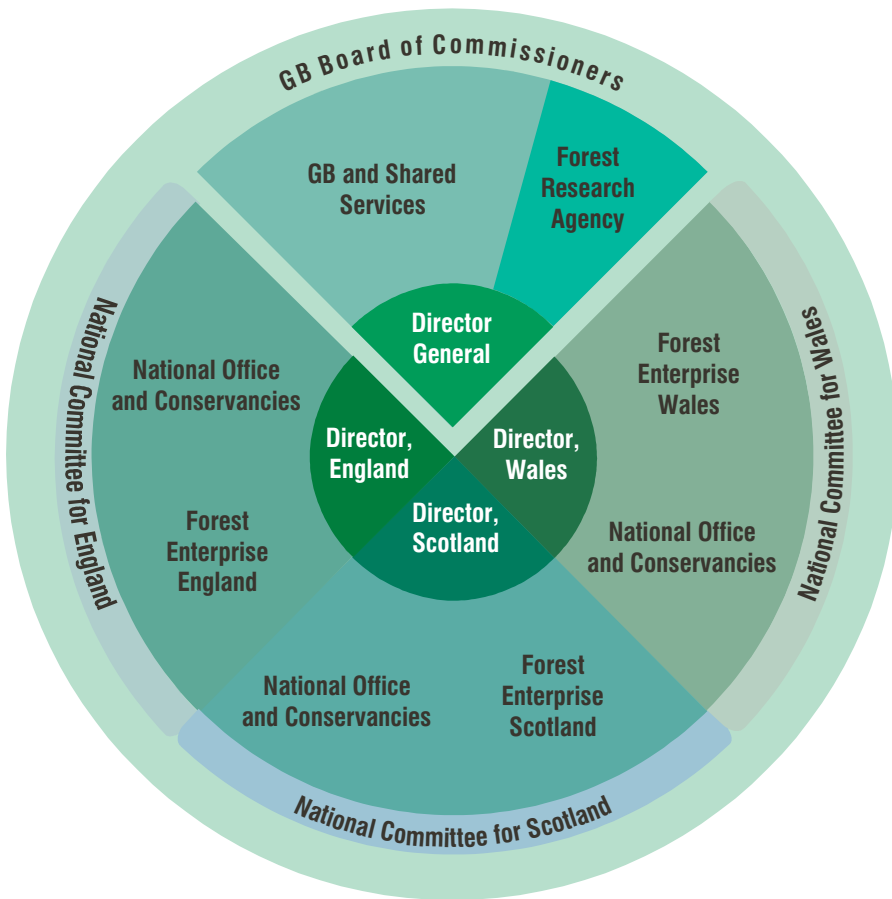 GB Board of Commissioners
GB and Shared
Services
Forest
Research
Agency
Director
General
National Committee for England
National Office
and Conservancies
Forest
Enterprise
England
Director,
England
Director,
Wales
Director,
Scotland
Forest
Enterprise
Wales
National Office
and Conservancies
National Committee for Wales
National Office
and Conservancies
Forest
Enterprise
Scotland
National Committee for Scotland